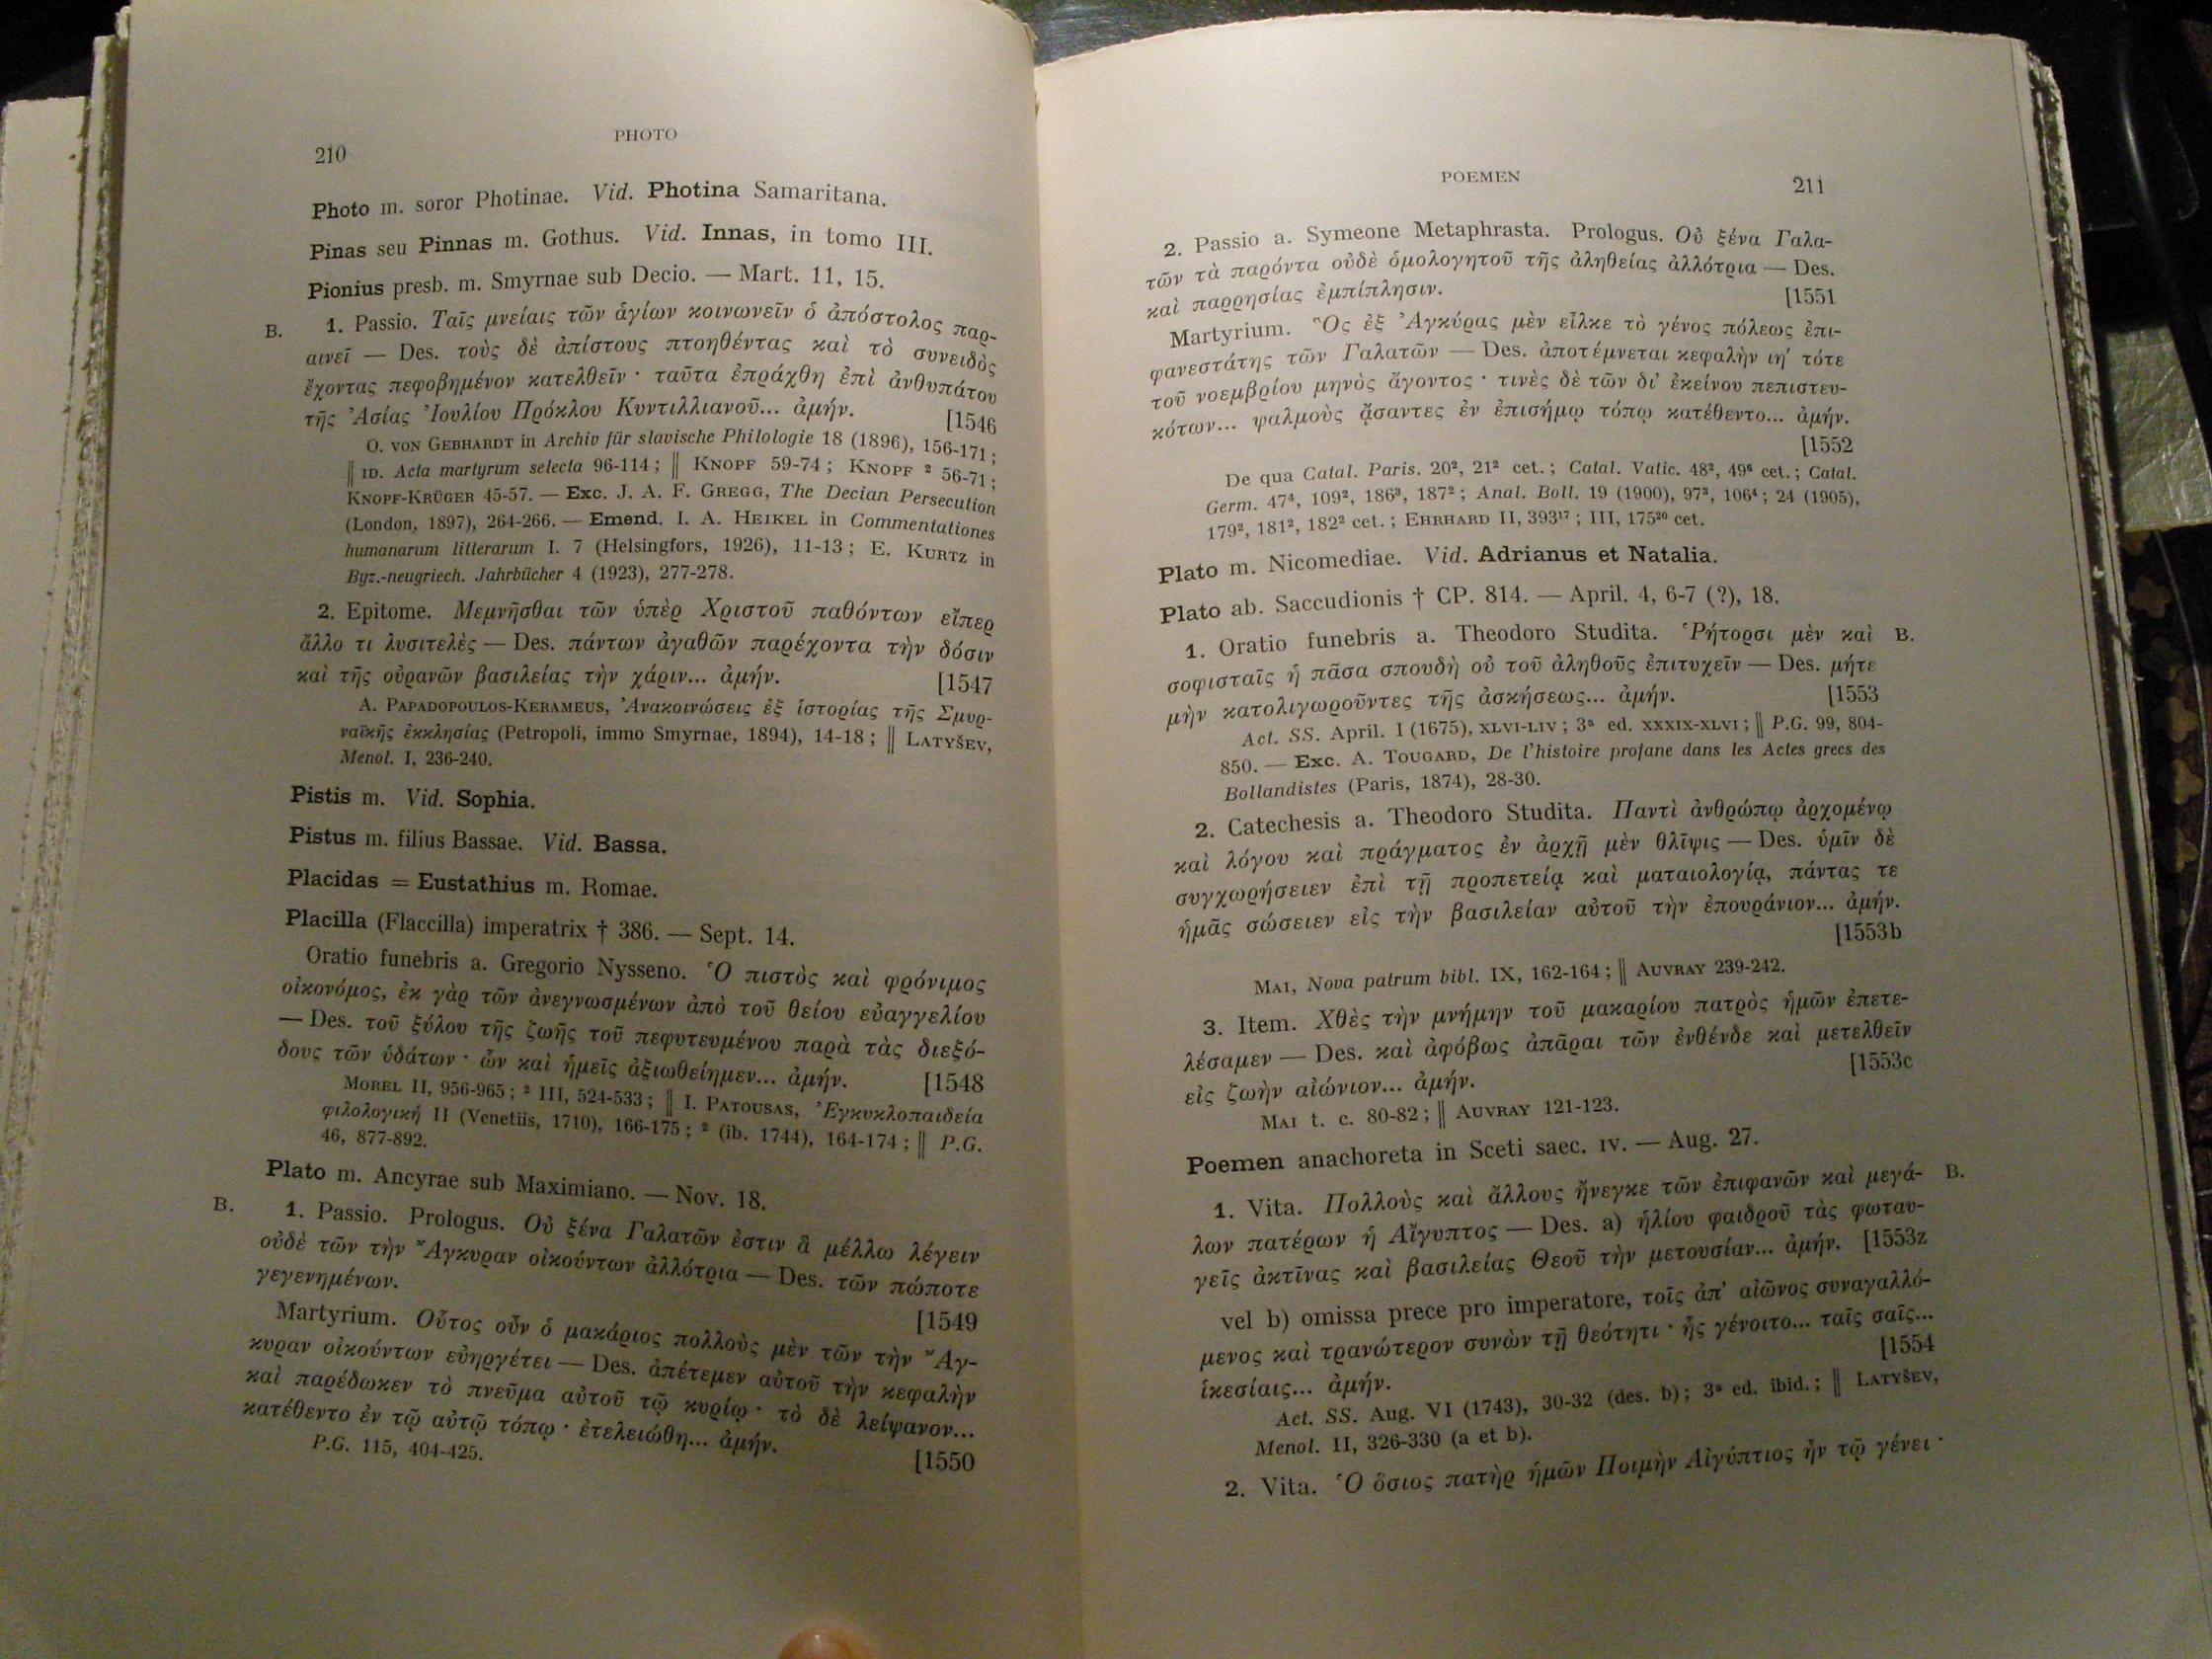 210
PHOTO
Photo m. soror Photinae. Vid. Photina Samaritana.
Pinas seu Pinnas m. Gothus. Vid. Innas, in tomo III.
Pionius presb. m. Smyrnae sub Decio. — Mart. 11, 15.
B. 1. Passio. Ταῖς μνείαις τῶν ἁγίων κοινωνεῖν ὁ ἀπόστολος παρ-
αινεῖ — Des. τοὺς δὲ ἀπίστους πτοηθέντας καὶ τὸ συνειδὸς
ἔχοντας πεφοβημένον κατελθεῖν · ταῦτα ἐπράχθη ἐπὶ ἀνθυπάτου
τῆς Ἀσίας Ἰουλίου Πρόκλου Κυντιλλιανοῦ... ἀμήν. [1546
O. VON GEBHARDT in Archiv für slavische Philologie 18 (1896), 156-171 ;
‖ ID. Acta martyrum selecta 96-114 ; ‖ KNOPF 59-74 ; KNOPF ² 56-71 ;
KNOPF-KRÜGER 45-57. — Exc. J. A. F. GREGG, The Decian Persecution
(London, 1897), 264-266. — Emend. I. A. HEIKEL in Commentationes
humanarum litterarum I. 7 (Helsingfors, 1926), 11-13 ; E. KURTZ in
Byz.-neugriech. Jahrbücher 4 (1923), 277-278.
2. Epitome. Μεμνῆσθαι τῶν ὑπὲρ Χριστοῦ παθόντων εἴπερ
ἄλλο τι λυσιτελὲς — Des. πάντων ἀγαθῶν παρέχοντα τὴν δόσιν
καὶ τῆς οὐρανῶν βασιλείας τὴν χάριν... ἀμήν. [1547
A. PAPADOPOULOS-KERAMEUS, Ἀνακοινώσεις ἐξ ἱστορίας τῆς Σμυρ-
ναϊκῆς ἐκκλησίας (Petropoli, immo Smyrnae, 1894), 14-18 ; ‖ LATYŠEV,
Menol. I, 236-240.
Pistis m. Vid. Sophia.
Pistus m. filius Bassae. Vid. Bassa.
Placidas = Eustathius m. Romae.
Placilla (Flaccilla) imperatrix † 386. — Sept. 14.
Oratio funebris a. Gregorio Nysseno. Ὁ πιστὸς καὶ φρόνιμος
οἰκονόμος, ἐκ γὰρ τῶν ἀνεγνωσμένων ἀπὸ τοῦ θείου εὐαγγελίου
— Des. τοῦ ξύλου τῆς ζωῆς τοῦ πεφυτευμένου παρὰ τὰς διεξό-
δους τῶν ὑδάτων · ὧν καὶ ἡμεῖς ἀξιωθείημεν... ἀμήν. [1548
MOREL II, 956-965 ; ² III, 524-533 ; ‖ I. PATOUSAS, Ἐγκυκλοπαιδεία
φιλολογική II (Venetiis, 1710), 166-175 ; ² (ib. 1744), 164-174 ; ‖ P.G.
46, 877-892.
Plato m. Ancyrae sub Maximiano. — Nov. 18.
B. 1. Passio. Prologus. Οὐ ξένα Γαλατῶν ἐστιν ἃ μέλλω λέγειν
οὐδὲ τῶν τὴν Ἄγκυραν οἰκούντων ἀλλότρια — Des. τῶν πώποτε
γεγενημένων. [1549
Martyrium. Οὗτος οὖν ὁ μακάριος πολλοὺς μὲν τῶν τὴν Ἄγ-
κυραν οἰκούντων εὐηργέτει — Des. ἀπέτεμεν αὐτοῦ τὴν κεφαλὴν
καὶ παρέδωκεν τὸ πνεῦμα αὐτοῦ τῷ κυρίῳ · τὸ δὲ λείψανον...
κατέθεντο ἐν τῷ αὐτῷ τόπῳ · ἐτελειώθη... ἀμήν. [1550
P.G. 115, 404-425.
POEMEN
211
2. Passio a. Symeone Metaphrasta. Prologus. Οὐ ξένα Γαλα-
τῶν τὰ παρόντα οὐδὲ ὁμολογητοῦ τῆς ἀληθείας ἀλλότρια — Des.
καὶ παρρησίας ἐμπίπλησιν. [1551
Martyrium. Ὃς ἐξ Ἀγκύρας μὲν εἷλκε τὸ γένος πόλεως ἐπι-
φανεστάτης τῶν Γαλατῶν — Des. ἀποτέμνεται κεφαλὴν ιηʹ τότε
τοῦ νοεμβρίου μηνὸς ἄγοντος · τινὲς δὲ τῶν δι' ἐκείνου πεπιστευ-
κότων... ψαλμοὺς ᾄσαντες ἐν ἐπισήμῳ τόπῳ κατέθεντο... ἀμήν.
[1552
De qua Catal. Paris. 20², 21² cet. ; Catal. Vatic. 48², 49⁶ cet. ; Catal.
Germ. 47⁴, 109², 186³, 187² ; Anal. Boll. 19 (1900), 97³, 106⁴ ; 24 (1905),
179², 181², 182² cet. ; EHRHARD II, 393¹⁷ ; III, 175²⁰ cet.
Plato m. Nicomediae. Vid. Adrianus et Natalia.
Plato ab. Saccudionis † CP. 814. — April. 4, 6-7 (?), 18.
1. Oratio funebris a. Theodoro Studita. Ῥήτορσι μὲν καὶ B.
σοφισταῖς ἡ πᾶσα σπουδὴ οὐ τοῦ ἀληθοῦς ἐπιτυχεῖν — Des. μήτε
μὴν κατολιγωροῦντες τῆς ἀσκήσεως... ἀμήν. [1553
Act. SS. April. I (1675), XLVI-LIV ; 3ᵃ ed. XXXIX-XLVI ; ‖ P.G. 99, 804-
850. — Exc. A. TOUGARD, De l'histoire profane dans les Actes grecs des
Bollandistes (Paris, 1874), 28-30.
2. Catechesis a. Theodoro Studita. Παντὶ ἀνθρώπῳ ἀρχομένῳ
καὶ λόγου καὶ πράγματος ἐν ἀρχῇ μὲν θλῖψις — Des. ὑμῖν δὲ
συγχωρήσειεν ἐπὶ τῇ προπετείᾳ καὶ ματαιολογίᾳ, πάντας τε
ἡμᾶς σώσειεν εἰς τὴν βασιλείαν αὐτοῦ τὴν ἐπουράνιον... ἀμήν.
[1553b
MAI, Nova patrum bibl. IX, 162-164 ; ‖ AUVRAY 239-242.
3. Item. Χθὲς τὴν μνήμην τοῦ μακαρίου πατρὸς ἡμῶν ἐπετε-
λέσαμεν — Des. καὶ ἀφόβως ἀπᾶραι τῶν ἐνθένδε καὶ μετελθεῖν
εἰς ζωὴν αἰώνιον... ἀμήν. [1553c
MAI t. c. 80-82 ; ‖ AUVRAY 121-123.
Poemen anachoreta in Sceti saec. IV. — Aug. 27.
1. Vita. Πολλοὺς καὶ ἄλλους ἤνεγκε τῶν ἐπιφανῶν καὶ μεγά- B.
λων πατέρων ἡ Αἴγυπτος — Des. a) ἡλίου φαιδροῦ τὰς φωταυ-
γεῖς ἀκτῖνας καὶ βασιλείας Θεοῦ τὴν μετουσίαν... ἀμήν. [1553z
vel b) omissa prece pro imperatore, τοῖς ἀπ' αἰῶνος συναγαλλό-
μενος καὶ τρανώτερον συνὼν τῇ θεότητι · ἧς γένοιτο... ταῖς σαῖς...
ἱκεσίαις... ἀμήν. [1554
Act. SS. Aug. VI (1743), 30-32 (des. b) ; 3ᵃ ed. ibid. ; ‖ LATYŠEV,
Menol. II, 326-330 (a et b).
2. Vita. Ὁ ὅσιος πατὴρ ἡμῶν Ποιμὴν Αἰγύπτιος ἦν τῷ γένει ·